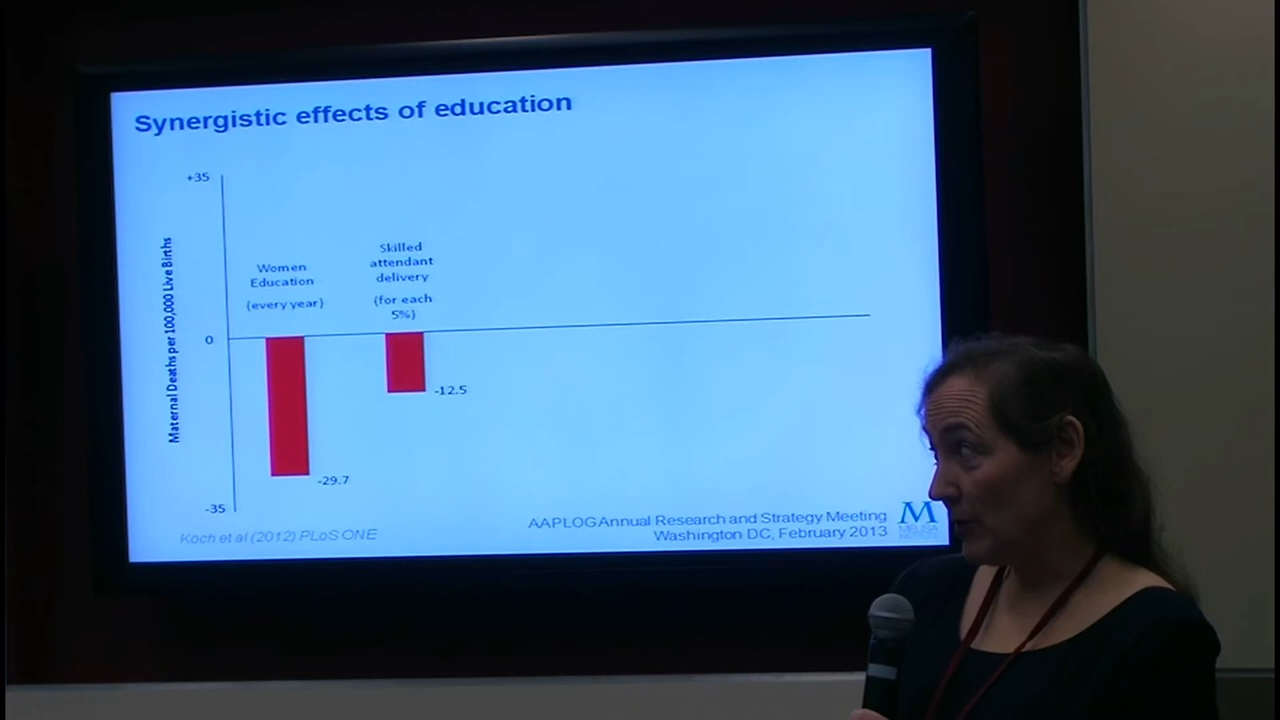 Synergistic effects of education
+35
Skilled
attendant
delivery
(for each
5%)
Women
Education
(every year)
Maternal Deaths per 100,000 Live Births
0
-12.5
-29.7
-35
Koch et al (2012) PLoS ONE
AAPLOG Annual Research and Strategy Meeting
Washington DC, February 2013
M
MELISA